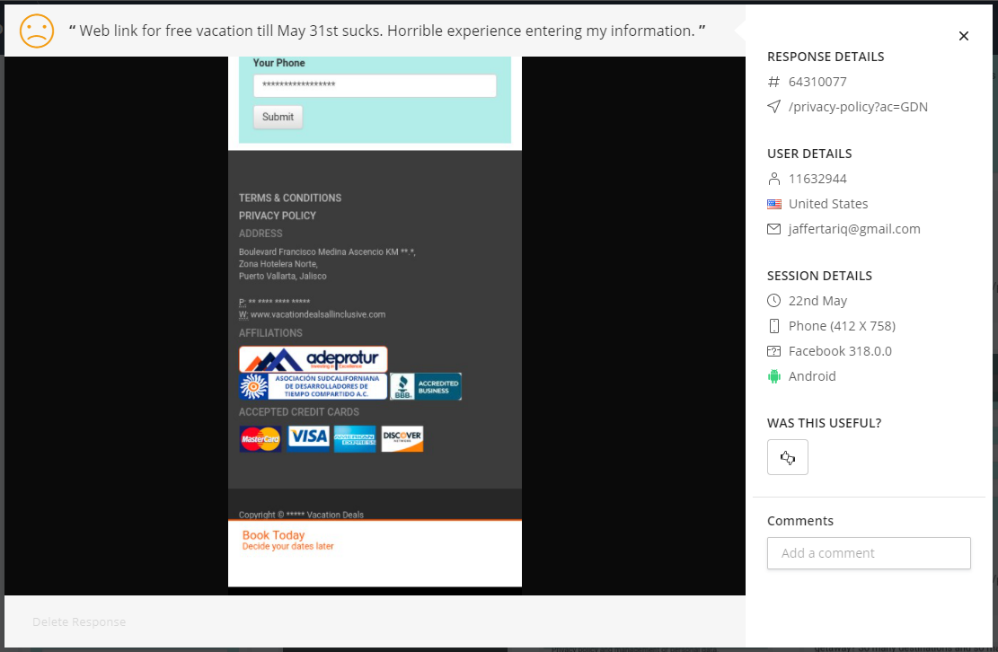 “ Web link for free vacation till May 31st sucks. Horrible experience entering my information. ”
Your Phone
*****************
Submit
TERMS & CONDITIONS
PRIVACY POLICY
ADDRESS
Boulevard Francisco Medina Ascencio KM **.*,
Zona Hotelera Norte,
Puerto Vallarta, Jalisco
P: ** **** **** *****
W: www.vacationdealsallinclusive.com
AFFILIATIONS
adeprotur
ASOCIACIÓN SUDCALIFORNIANA
DE DESARROLLADORES DE
TIEMPO COMPARTIDO A.C.
BBB
ACCREDITED
BUSINESS
ACCEPTED CREDIT CARDS
MasterCard
VISA
AMERICAN
EXPRESS
DISCOVER
NETWORK
Copyright © ***** Vacation Deals
Book Today
Decide your dates later
Delete Response
RESPONSE DETAILS
# 64310077
/privacy-policy?ac=GDN
USER DETAILS
11632944
United States
jaffertariq@gmail.com
SESSION DETAILS
22nd May
Phone (412 X 758)
Facebook 318.0.0
Android
WAS THIS USEFUL?
Comments
Add a comment